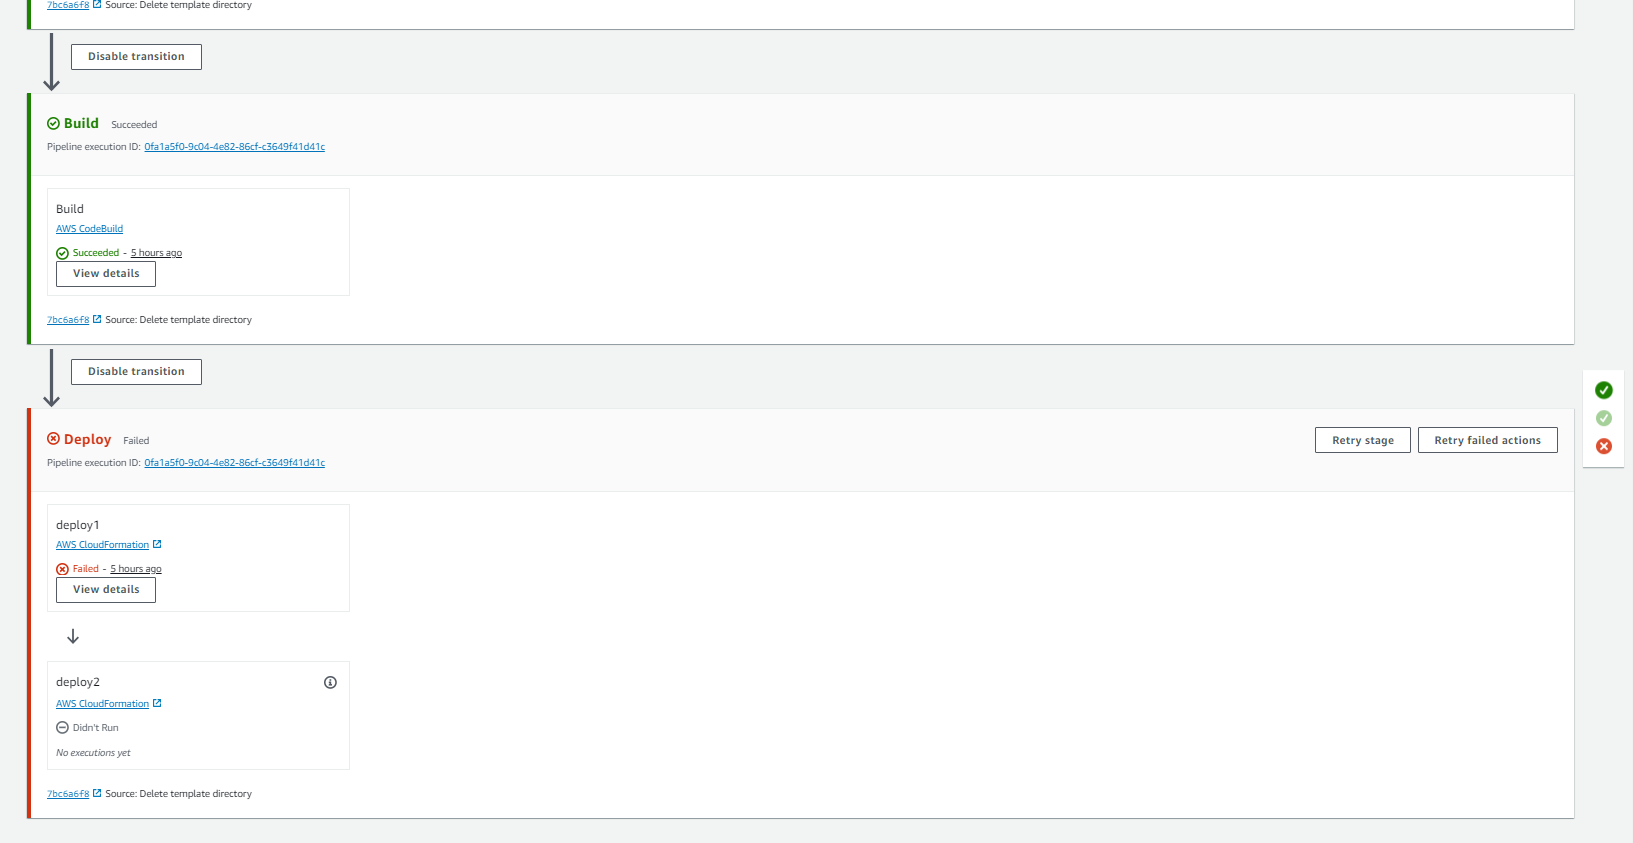 7bc6a6f8 Source: Delete template directory
Disable transition
Build Succeeded
Pipeline execution ID: 0fa1a5f0-9c04-4e82-86cf-c3649f41d41c
Build
AWS CodeBuild
Succeeded - 5 hours ago
View details
7bc6a6f8 Source: Delete template directory
Disable transition
Deploy Failed
Retry stage
Retry failed actions
Pipeline execution ID: 0fa1a5f0-9c04-4e82-86cf-c3649f41d41c
deploy1
AWS CloudFormation
Failed - 5 hours ago
View details
deploy2
AWS CloudFormation
Didn't Run
No executions yet
7bc6a6f8 Source: Delete template directory